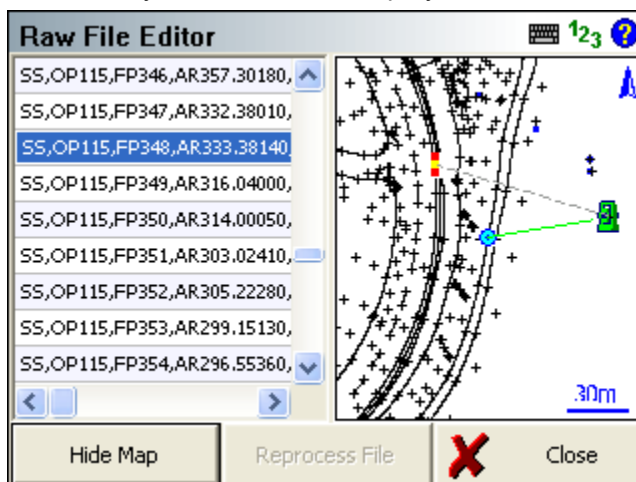 Raw File Editor
123
?
SS,OP115,FP346,AR357.30180,
SS,OP115,FP347,AR332.38010,
SS,OP115,FP348,AR333.38140,
SS,OP115,FP349,AR316.04000,
SS,OP115,FP350,AR314.00050,
SS,OP115,FP351,AR303.02410,
SS,OP115,FP352,AR305.22280,
SS,OP115,FP353,AR299.15130,
SS,OP115,FP354,AR296.55360,
30m
Hide Map
Reprocess File
Close